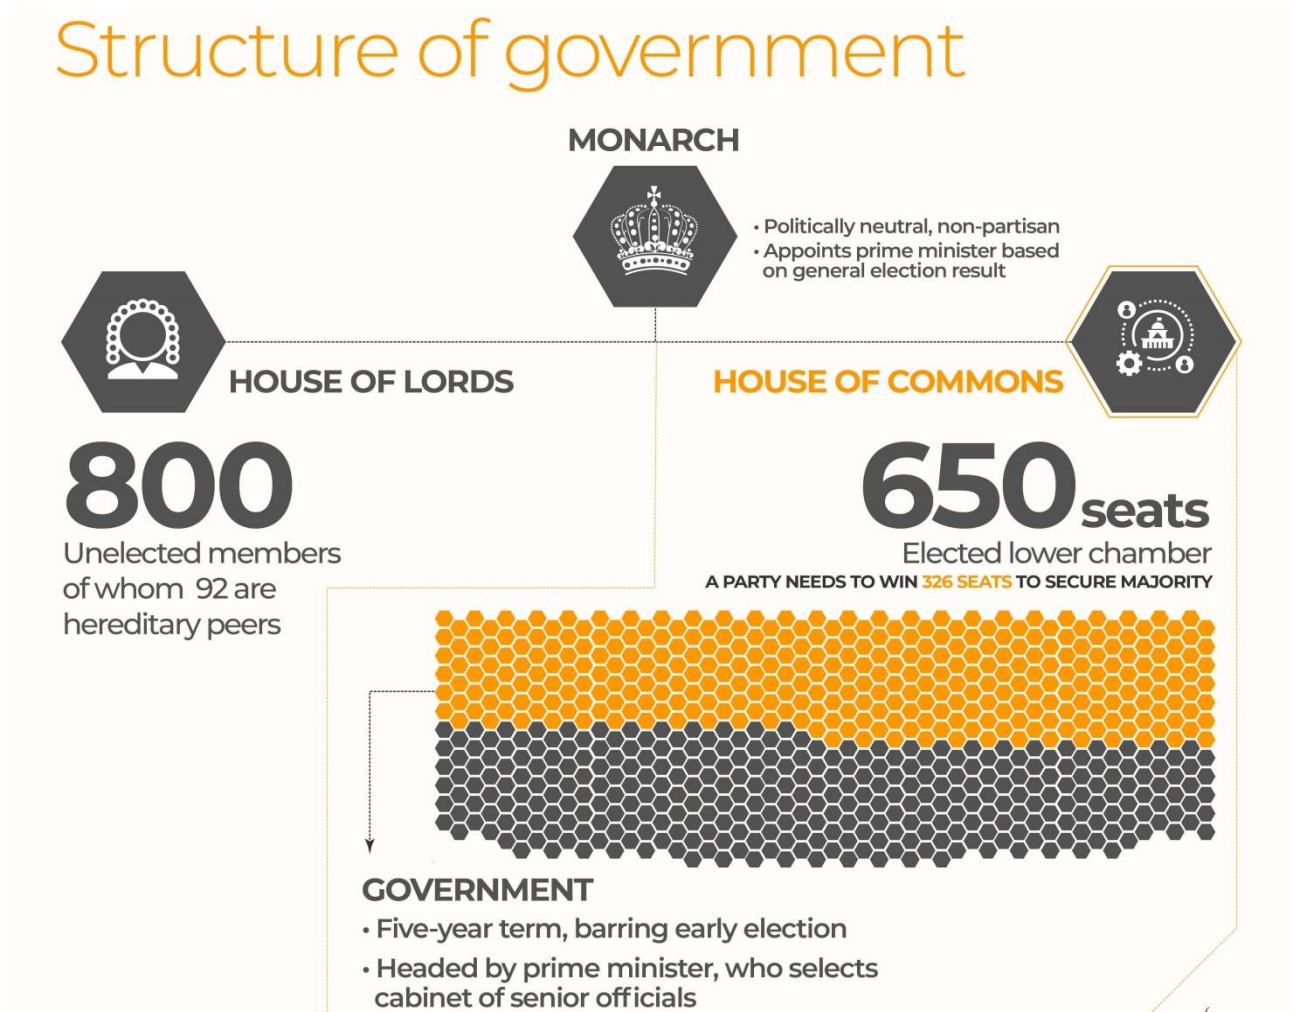 Structure of government
MONARCH
• Politically neutral, non-partisan
• Appoints prime minister based
on general election result
HOUSE OF LORDS
800
Unelected members
of whom 92 are
hereditary peers
HOUSE OF COMMONS
650 seats
Elected lower chamber
A PARTY NEEDS TO WIN 326 SEATS TO SECURE MAJORITY
GOVERNMENT
• Five-year term, barring early election
• Headed by prime minister, who selects
cabinet of senior officials